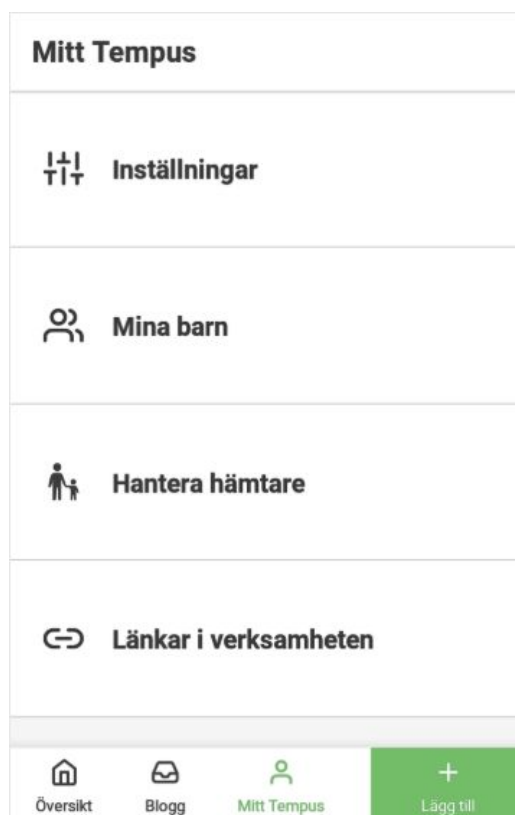 Mitt Tempus
Inställningar
Mina barn
Hantera hämtare
Länkar i verksamheten
Översikt Blogg Mitt Tempus Lägg till